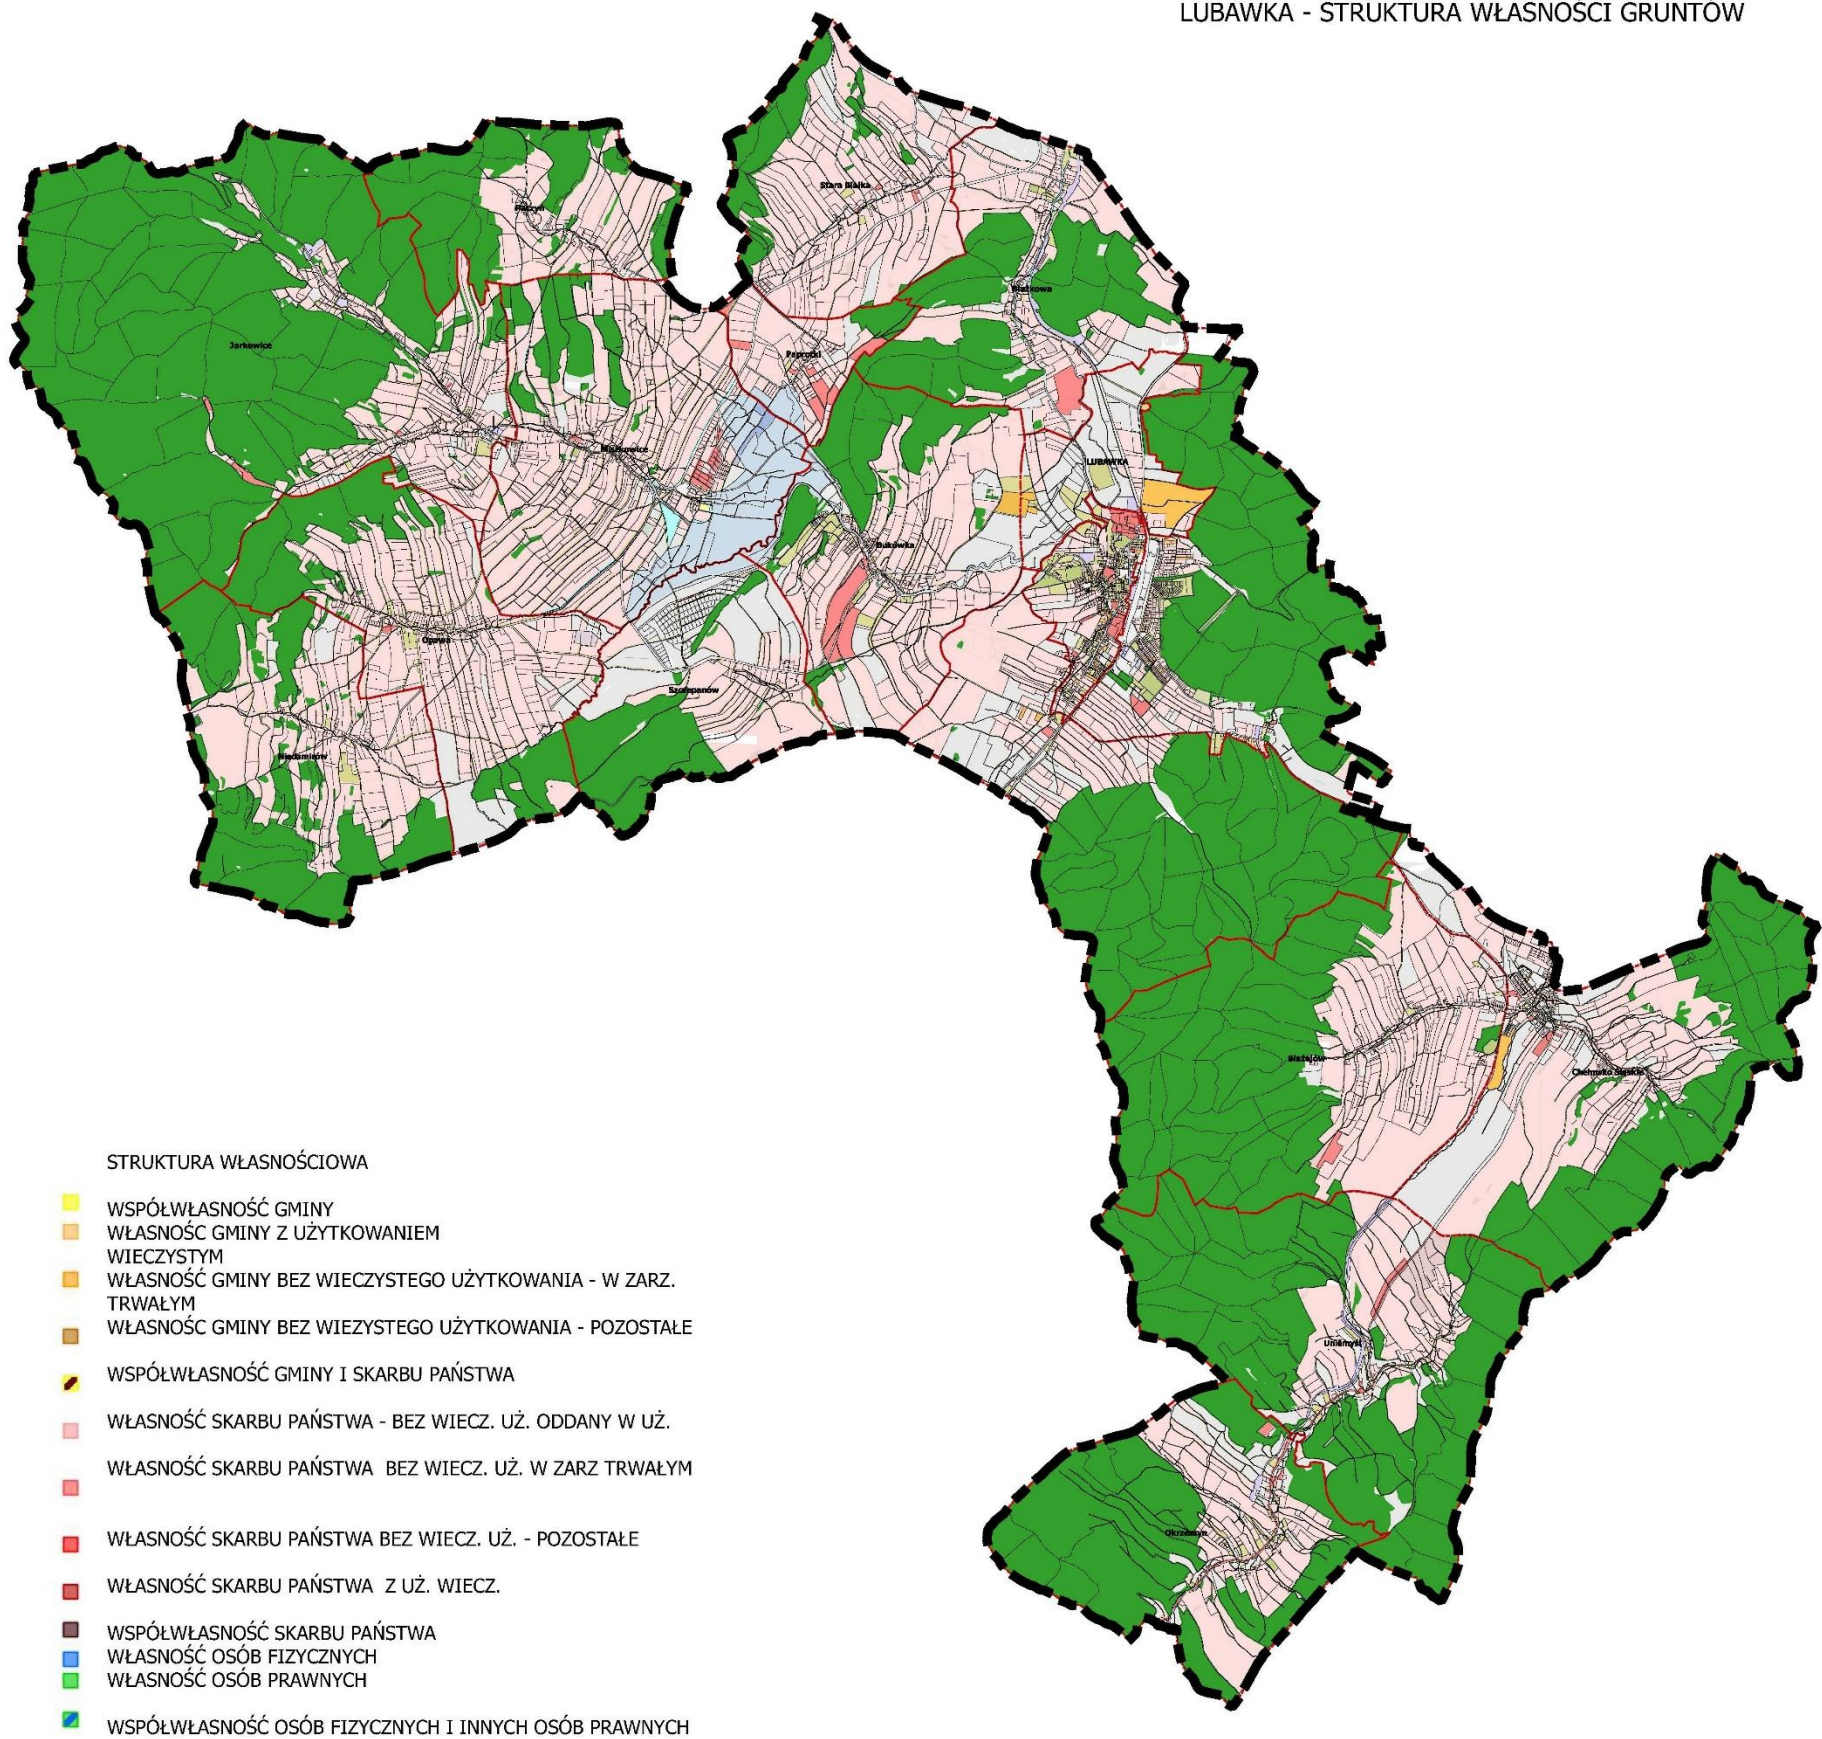 LUBAWKA - STRUKTURA WŁASNOŚCI GRUNTÓW
Stara Białka
Paczyn
Błażkowa
Jarkowice
Paprotki
Miszkowice
LUBAWKA
Bukówka
Opawa
Szczepanów
Niedamirów
Błażejów
Chełmsko Śląskie
Uniemyśl
Okrzeszyn
STRUKTURA WŁASNOŚCIOWA
WSPÓŁWŁASNOŚĆ GMINY
WŁASNOŚĆ GMINY Z UŻYTKOWANIEM
WIECZYSTYM
WŁASNOŚĆ GMINY BEZ WIECZYSTEGO UŻYTKOWANIA - W ZARZ.
TRWAŁYM
WŁASNOŚĆ GMINY BEZ WIEZYSTEGO UŻYTKOWANIA - POZOSTAŁE
WSPÓŁWŁASNOŚĆ GMINY I SKARBU PAŃSTWA
WŁASNOŚĆ SKARBU PAŃSTWA - BEZ WIECZ. UŻ. ODDANY W UŻ.
WŁASNOŚĆ SKARBU PAŃSTWA BEZ WIECZ. UŻ. W ZARZ TRWAŁYM
WŁASNOŚĆ SKARBU PAŃSTWA BEZ WIECZ. UŻ. - POZOSTAŁE
WŁASNOŚĆ SKARBU PAŃSTWA Z UŻ. WIECZ.
WSPÓŁWŁASNOŚĆ SKARBU PAŃSTWA
WŁASNOŚĆ OSÓB FIZYCZNYCH
WŁASNOŚĆ OSÓB PRAWNYCH
WSPÓŁWŁASNOŚĆ OSÓB FIZYCZNYCH I INNYCH OSÓB PRAWNYCH